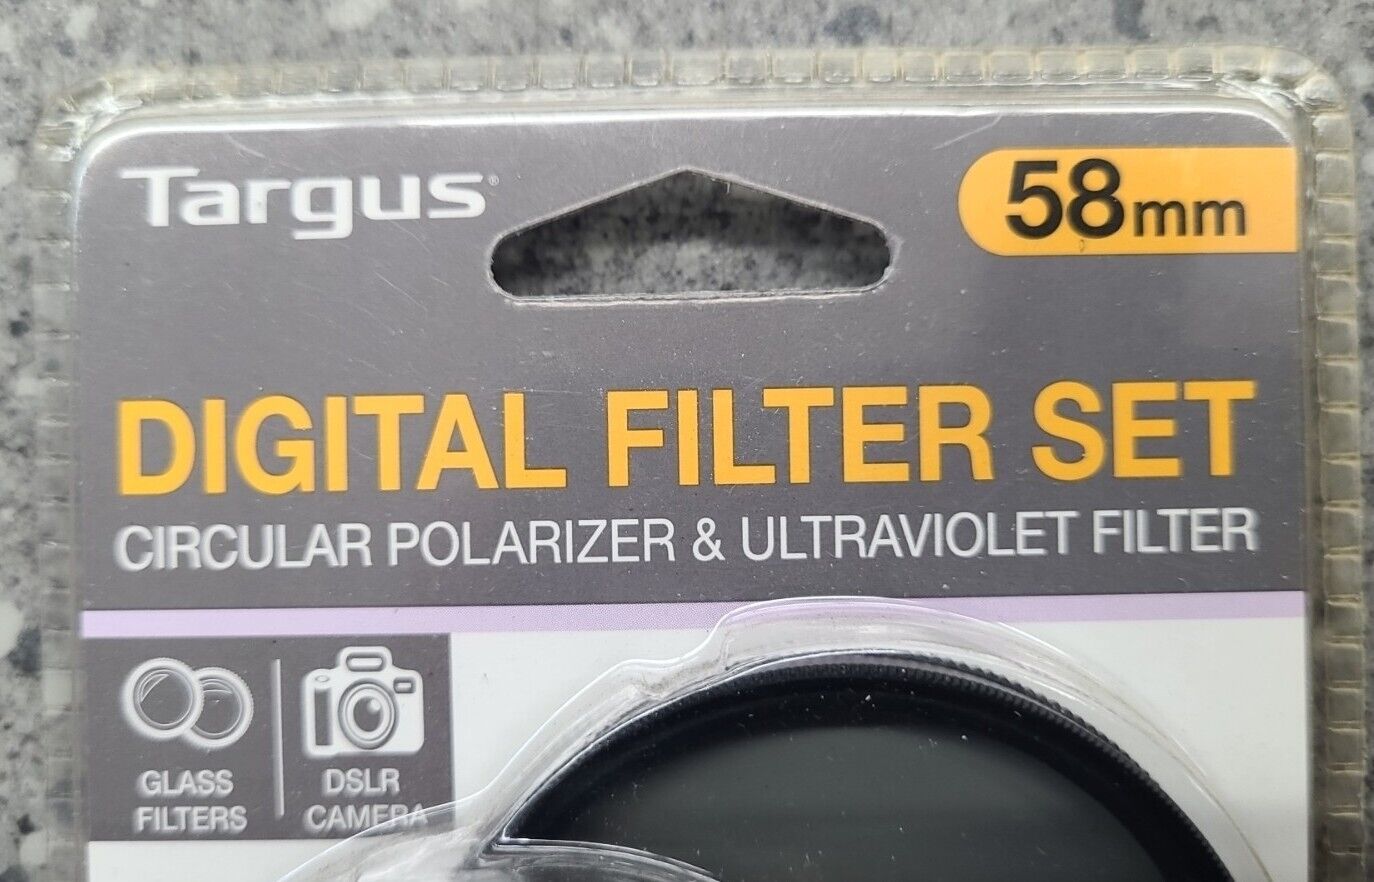 Targus®
58mm
DIGITAL FILTER SET
CIRCULAR POLARIZER & ULTRAVIOLET FILTER
GLASS
FILTERS
DSLR
CAMERA